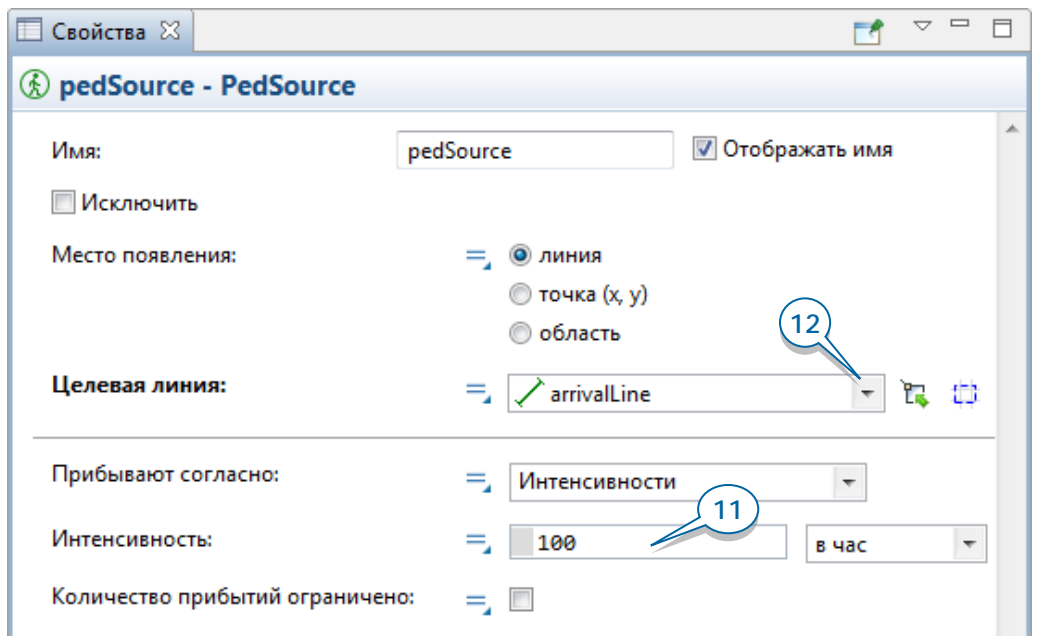 Свойства
pedSource - PedSource
Имя: pedSource Отображать имя
Исключить
Место появления: линия
точка (x, y)
область
12
Целевая линия: arrivalLine
Прибывают согласно: Интенсивности
11
Интенсивность: 100 в час
Количество прибытий ограничено: